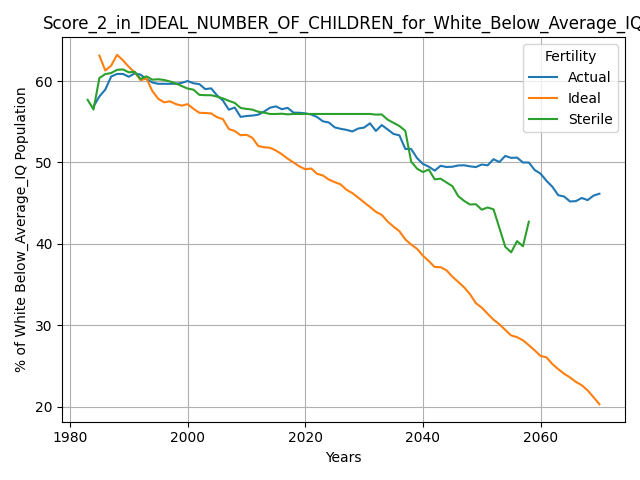 Score_2_in_IDEAL_NUMBER_OF_CHILDREN_for_White_Below_Average_IQ
% of White Below_Average_IQ Population
60
50
40
30
20
Fertility
Actual
Ideal
Sterile
1980
2000
2020
2040
2060
Years